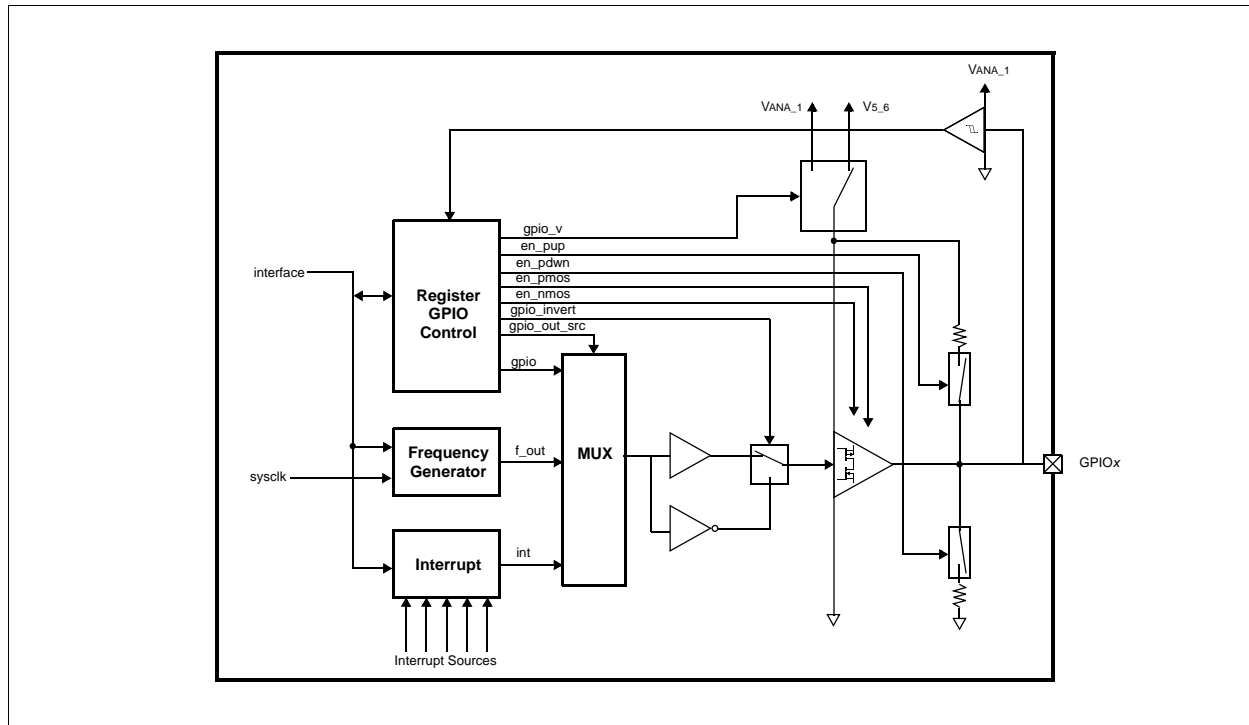 VANA_1
VANA_1
V5_6
gpio_v
en_pup
en_pdwn
en_pmos
en_nmos
gpio_invert
gpio_out_src
gpio
interface
Register
GPIO
Control
Frequency
Generator
f_out
MUX
sysclk
GPIOx
Interrupt
int
Interrupt Sources